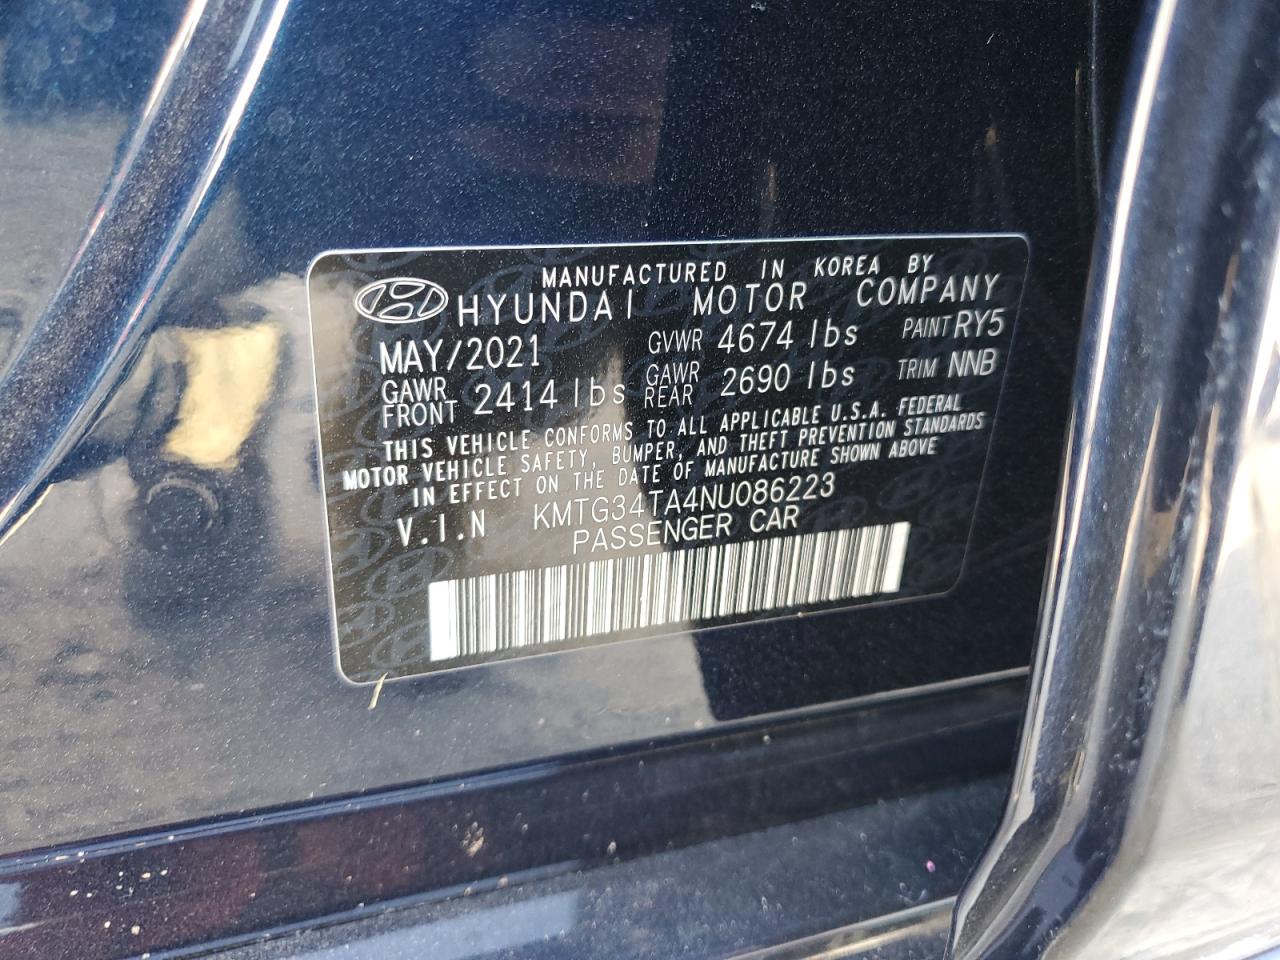 MANUFACTURED IN KOREA BY
HYUNDAI MOTOR COMPANY
MAY/2021 GVWR 4674 lbs PAINT RY5
GAWR FRONT 2414 lbs GAWR REAR 2690 lbs TRIM NNB
THIS VEHICLE CONFORMS TO ALL APPLICABLE U.S.A. FEDERAL
MOTOR VEHICLE SAFETY, BUMPER, AND THEFT PREVENTION STANDARDS
IN EFFECT ON THE DATE OF MANUFACTURE SHOWN ABOVE
V.I.N KMTG34TA4NU086223
PASSENGER CAR